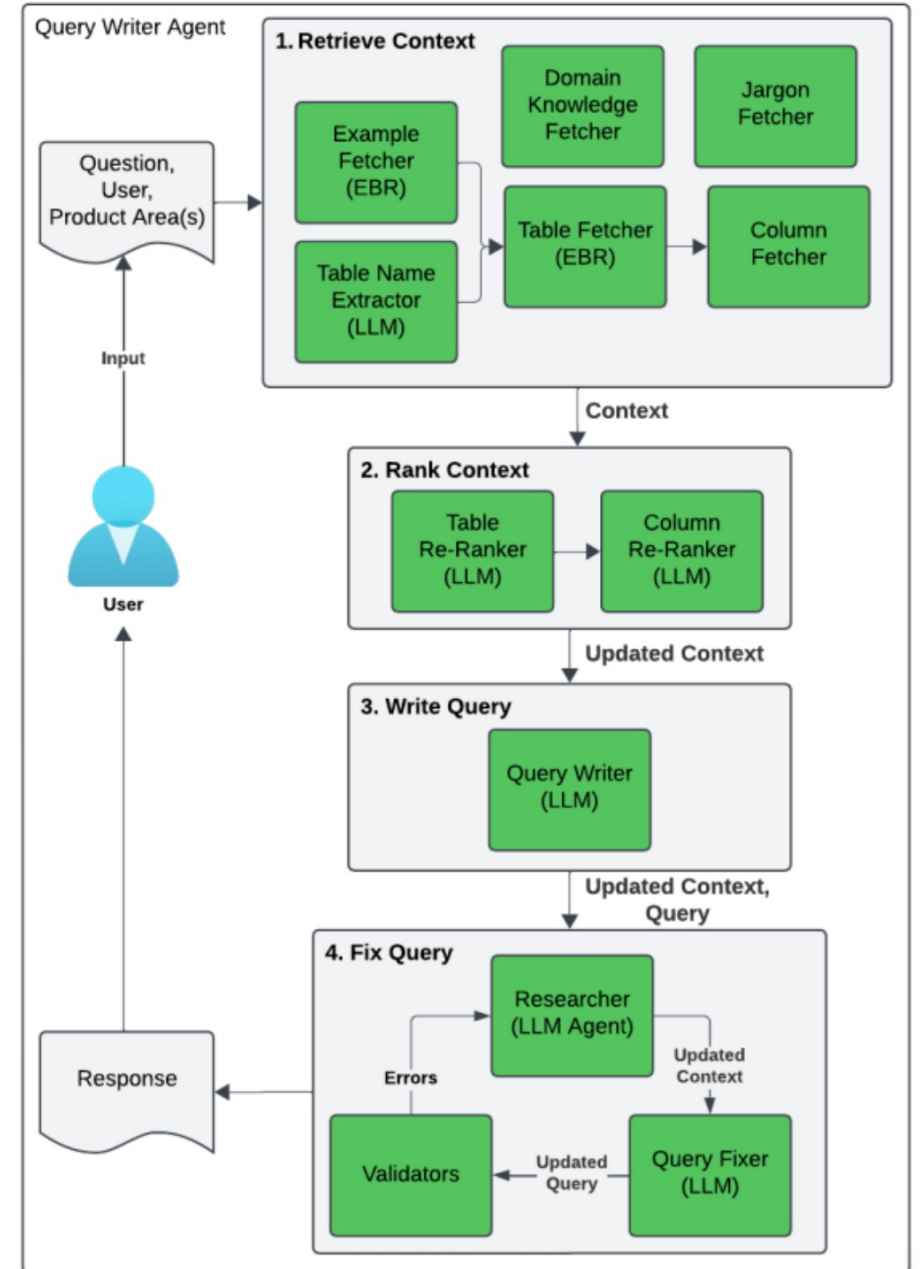 Query Writer Agent
1. Retrieve Context
Domain
Knowledge
Fetcher
Jargon
Fetcher
Example
Fetcher
(EBR)
Question,
User,
Product Area(s)
Table Fetcher
(EBR)
Column
Fetcher
Table Name
Extractor
(LLM)
Input
Context
2. Rank Context
Table
Re-Ranker
(LLM)
Column
Re-Ranker
(LLM)
User
Updated Context
3. Write Query
Query Writer
(LLM)
Updated Context,
Query
4. Fix Query
Researcher
(LLM Agent)
Updated
Context
Errors
Response
Validators
Updated
Query
Query Fixer
(LLM)